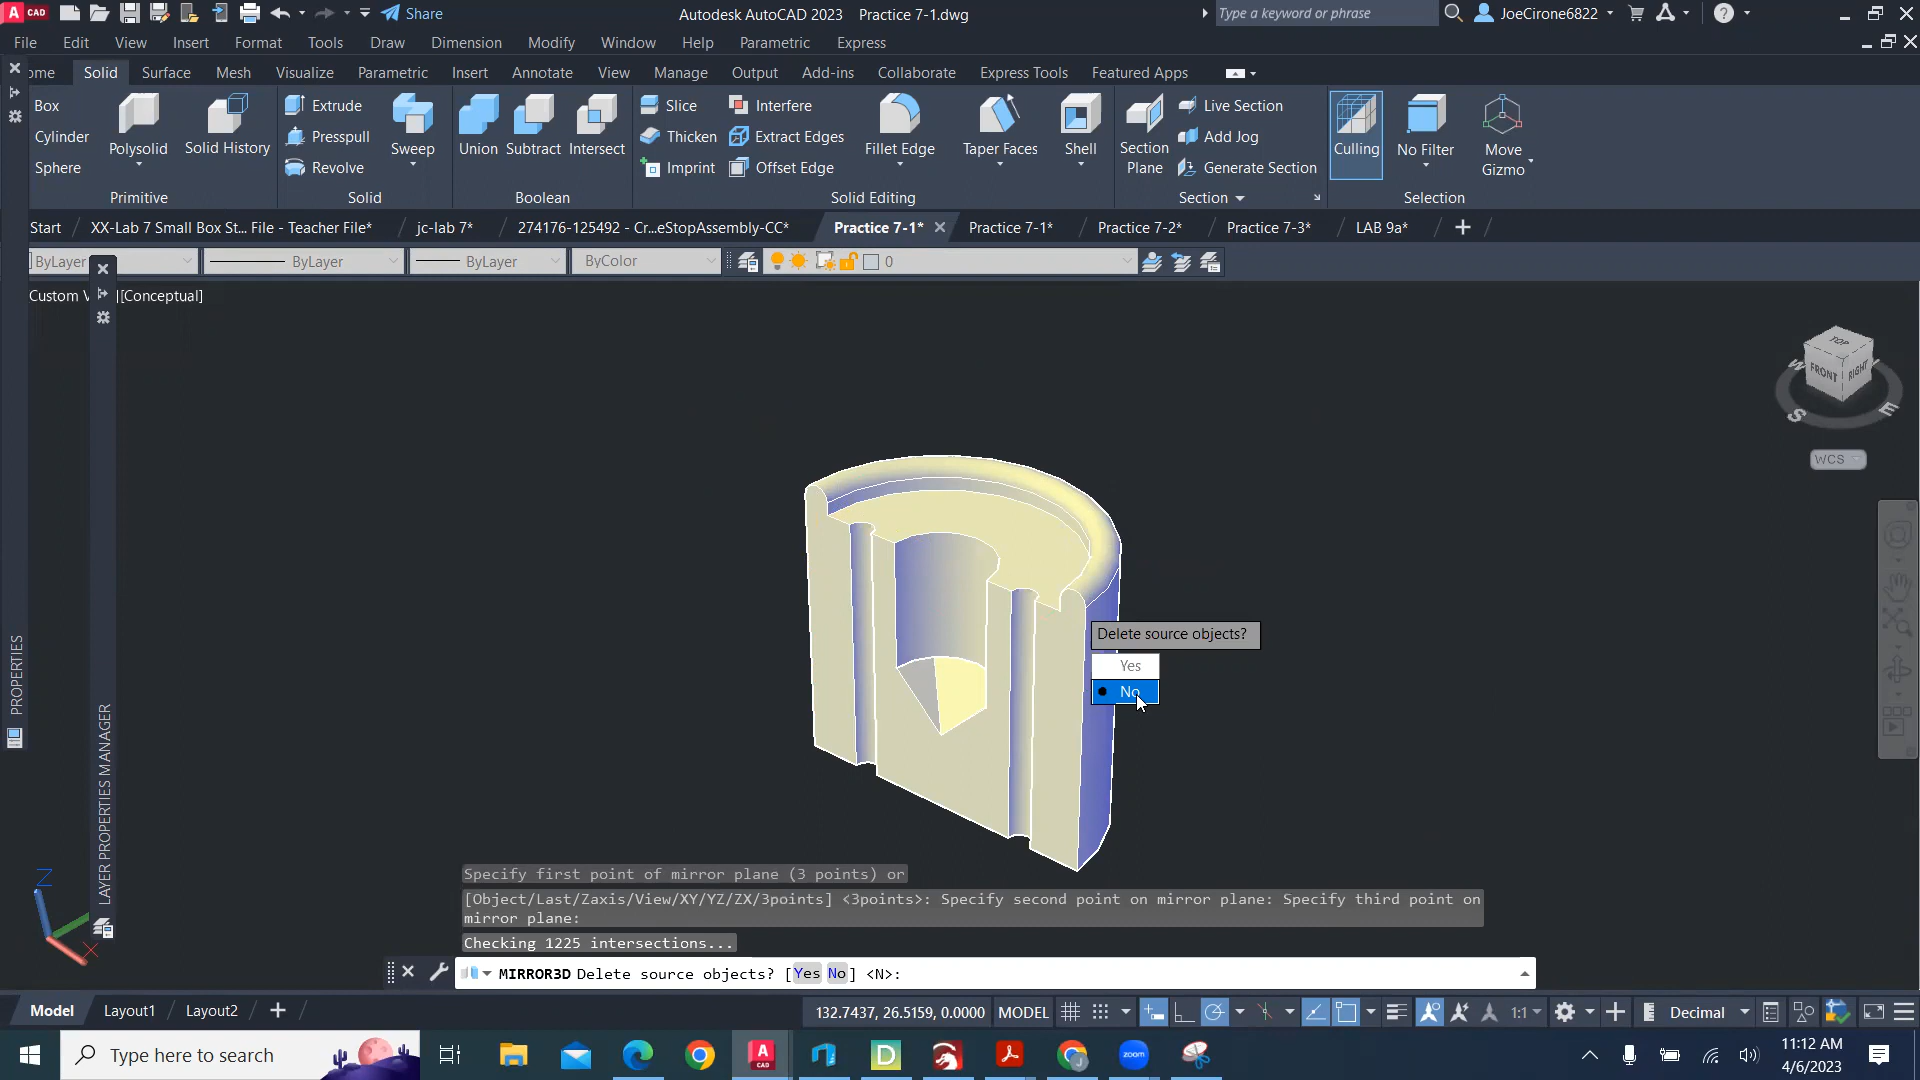 A CAD
Share
Autodesk AutoCAD 2023 Practice 7-1.dwg
Type a keyword or phrase
JoeCirone6822
File Edit View Insert Format Tools Draw Dimension Modify Window Help Parametric Express
ome Solid Surface Mesh Visualize Parametric Insert Annotate View Manage Output Add-ins Collaborate Express Tools Featured Apps
Box
Cylinder
Sphere
Polysolid
Solid History
Primitive
Extrude
Presspull
Revolve
Sweep
Solid
Union Subtract Intersect
Boolean
Slice
Thicken
Imprint
Interfere
Extract Edges
Offset Edge
Fillet Edge
Taper Faces
Shell
Solid Editing
Section
Plane
Live Section
Add Jog
Generate Section
Section
Culling
No Filter
Move
Gizmo
Selection
Start XX-Lab 7 Small Box St... File - Teacher File* jc-lab 7* 274176-125492 - Cr...eStopAssembly-CC* Practice 7-1* Practice 7-1* Practice 7-2* Practice 7-3* LAB 9a*
ByLayer ByLayer ByLayer ByColor 0
Custom V
][Conceptual]
TOP
FRONT
RIGHT
W
S
E
WCS
PROPERTIES
LAYER PROPERTIES MANAGER
Delete source objects?
Yes
No
Z
X
Specify first point of mirror plane (3 points) or
[Object/Last/Zaxis/View/XY/YZ/ZX/3points] <3points>: Specify second point on mirror plane: Specify third point on
mirror plane:
Checking 1225 intersections...
MIRROR3D Delete source objects? [Yes No] <N>:
Model Layout1 Layout2
132.7437, 26.5159, 0.0000 MODEL
1:1
Decimal
Type here to search
A CAD
D
zoom
11:12 AM
4/6/2023